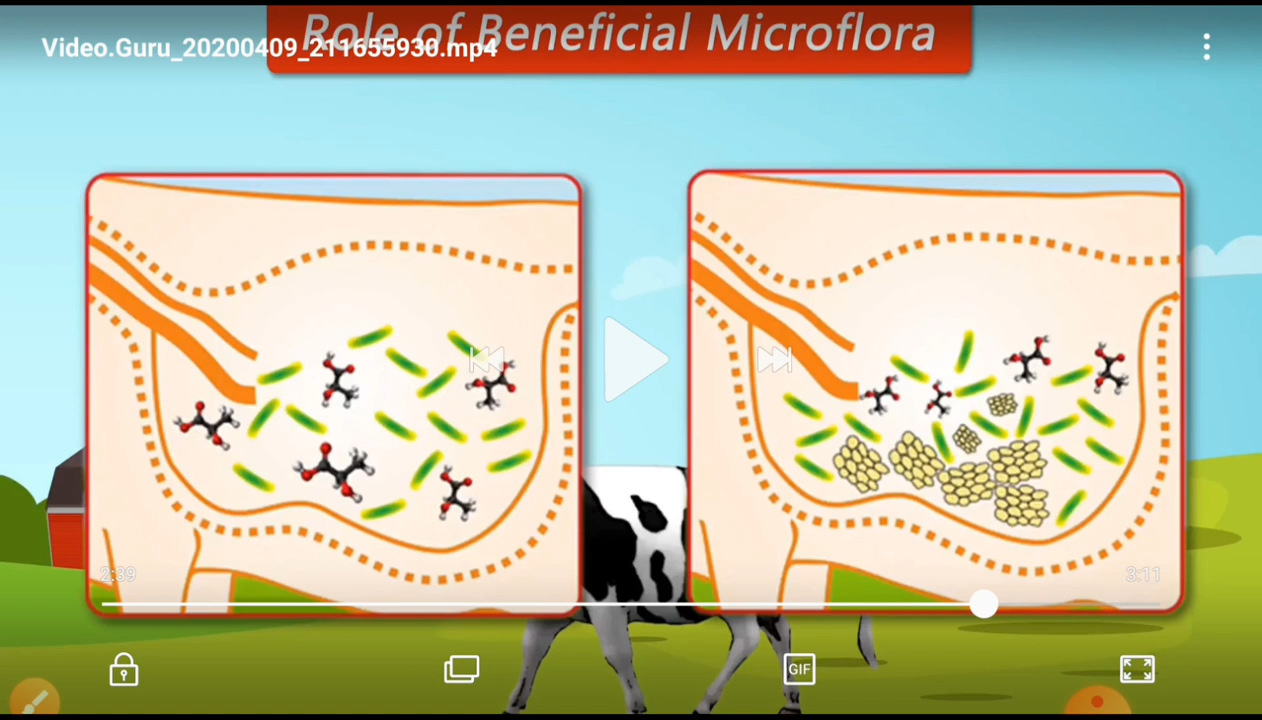 Role of Beneficial Microflora
Video.Guru_20200409_211655930.mp4
2:39
3:11
GIF